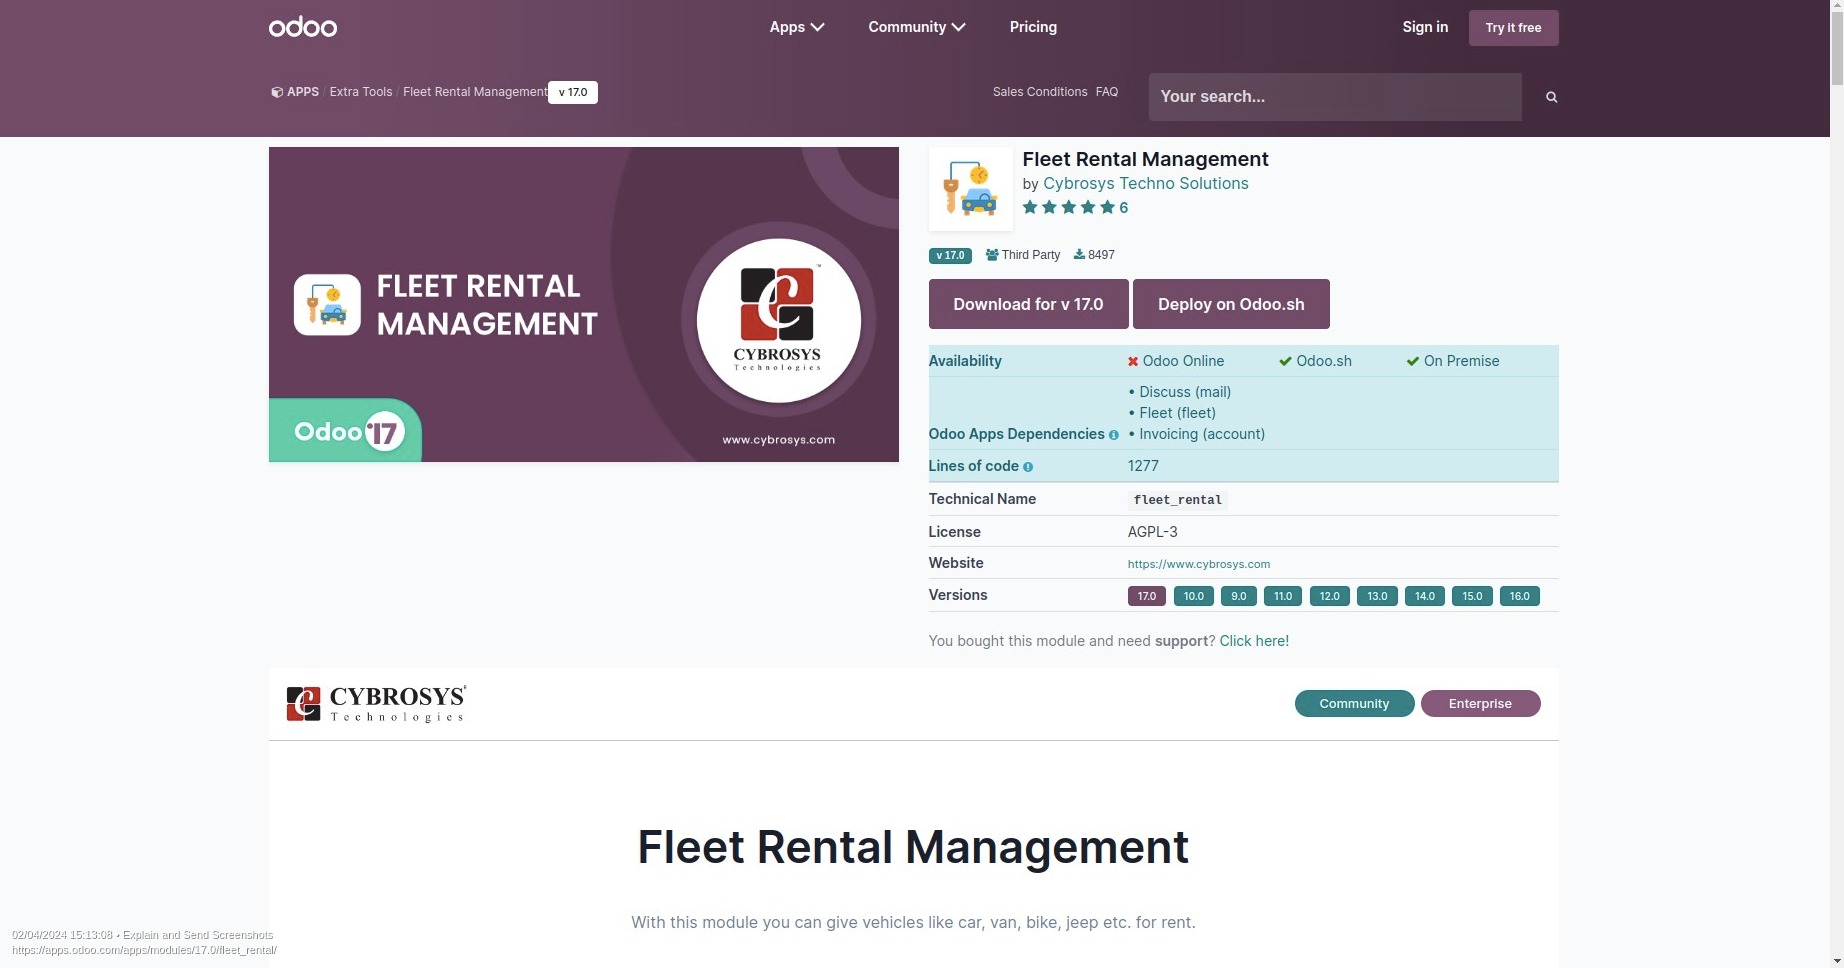 odoo
Apps
Community
Pricing
Sign in
Try it free
APPS / Extra Tools / Fleet Rental Management v 17.0
Sales Conditions FAQ
Your search...
FLEET RENTAL
MANAGEMENT
CYBROSYS
Technologies
Odoo 17
www.cybrosys.com
Fleet Rental Management
by Cybrosys Techno Solutions
6
v 17.0 Third Party 8497
Download for v 17.0
Deploy on Odoo.sh
Availability Odoo Online Odoo.sh On Premise
• Discuss (mail)
• Fleet (fleet)
Odoo Apps Dependencies • Invoicing (account)
Lines of code 1277
Technical Name fleet_rental
License AGPL-3
Website https://www.cybrosys.com
Versions 17.0 10.0 9.0 11.0 12.0 13.0 14.0 15.0 16.0
You bought this module and need support? Click here!
CYBROSYS
Technologies
Community
Enterprise
Fleet Rental Management
With this module you can give vehicles like car, van, bike, jeep etc. for rent.
02/04/2024 15:13:08 • Explain and Send Screenshots
https://apps.odoo.com/apps/modules/17.0/fleet_rental/